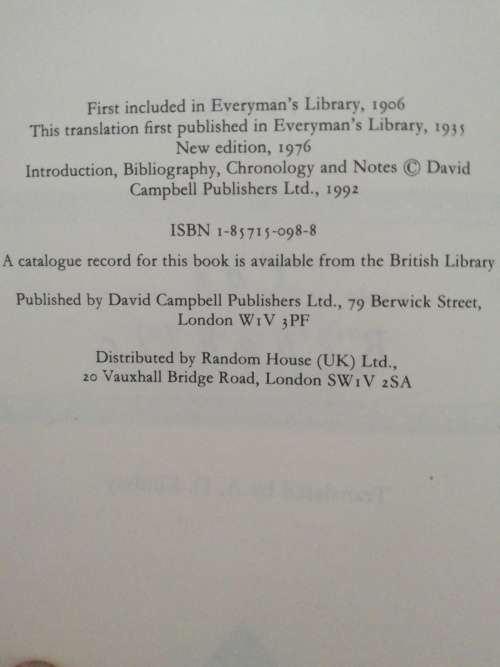 First included in Everyman's Library, 1906
This translation first published in Everyman's Library, 1935
New edition, 1976
Introduction, Bibliography, Chronology and Notes © David
Campbell Publishers Ltd., 1992
ISBN 1-85715-098-8
A catalogue record for this book is available from the British Library
Published by David Campbell Publishers Ltd., 79 Berwick Street,
London W1V 3PF
Distributed by Random House (UK) Ltd.,
20 Vauxhall Bridge Road, London SW1V 2SA